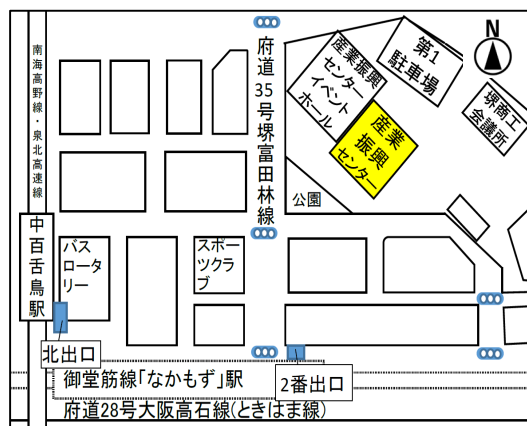 南海高野線・泉北高速線
中百舌鳥駅
バス
ロータ
リー
北出口
スポー
ツクラ
ブ
府道35号堺富田林線
産業振興
センター
イベント
ホール
第1
駐車場
N
堺商工
会議所
産業
振興
センター
公園
2番出口
御堂筋線「なかもず」駅
府道28号大阪高石線(ときはま線)